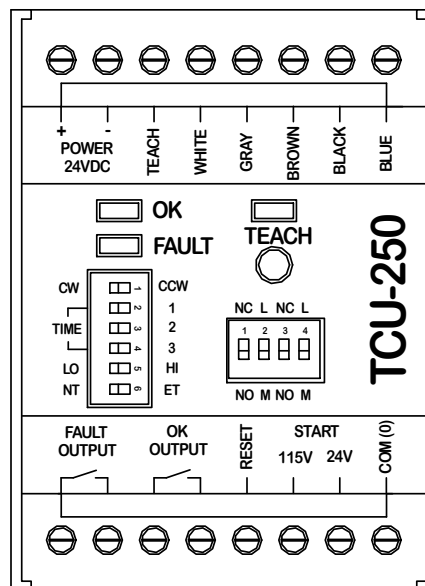 + -
POWER
24VDC
TEACH
WHITE
GRAY
BROWN
BLACK
BLUE
OK
FAULT
TEACH
TCU-250
CW 1 CCW
2 1
TIME 3 2
4 3
LO 5 HI
NT 6 ET
NC L NC L
1 2 3 4
NO M NO M
FAULT
OUTPUT
OK
OUTPUT
RESET
START
115V 24V
COM (0)